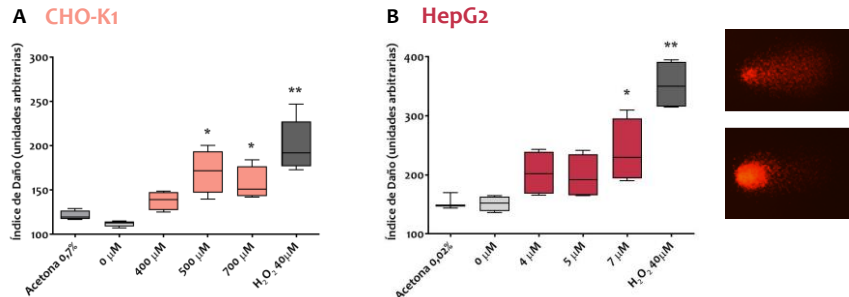 A CHO-K1
Índice de Daño (unidades arbitrarias)
300
250
200
150
100
*
*
**
Acetona 0,7%
0 µM
400 µM
500 µM
700 µM
H₂O₂ 40µM
B HepG2
Índice de Daño (unidades arbitrarias)
400
300
200
100
*
**
Acetona 0,02%
0 µM
4 µM
5 µM
7 µM
H₂O₂ 40µM